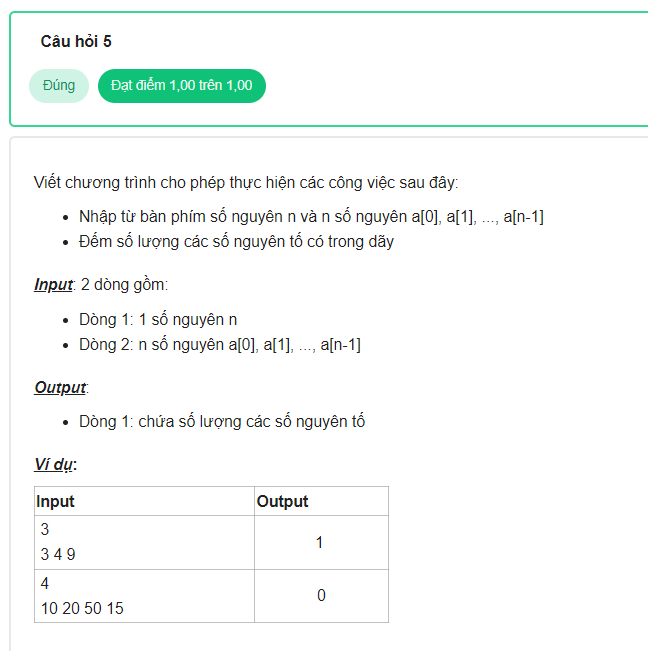 Câu hỏi 5
Đúng
Đạt điểm 1,00 trên 1,00
Viết chương trình cho phép thực hiện các công việc sau đây:
• Nhập từ bàn phím số nguyên n và n số nguyên a[0], a[1], ..., a[n-1]
• Đếm số lượng các số nguyên tố có trong dãy
Input: 2 dòng gồm:
• Dòng 1: 1 số nguyên n
• Dòng 2: n số nguyên a[0], a[1], ..., a[n-1]
Output:
• Dòng 1: chứa số lượng các số nguyên tố
Ví dụ:
Input Output
3
3 4 9
1
4
10 20 50 15
0